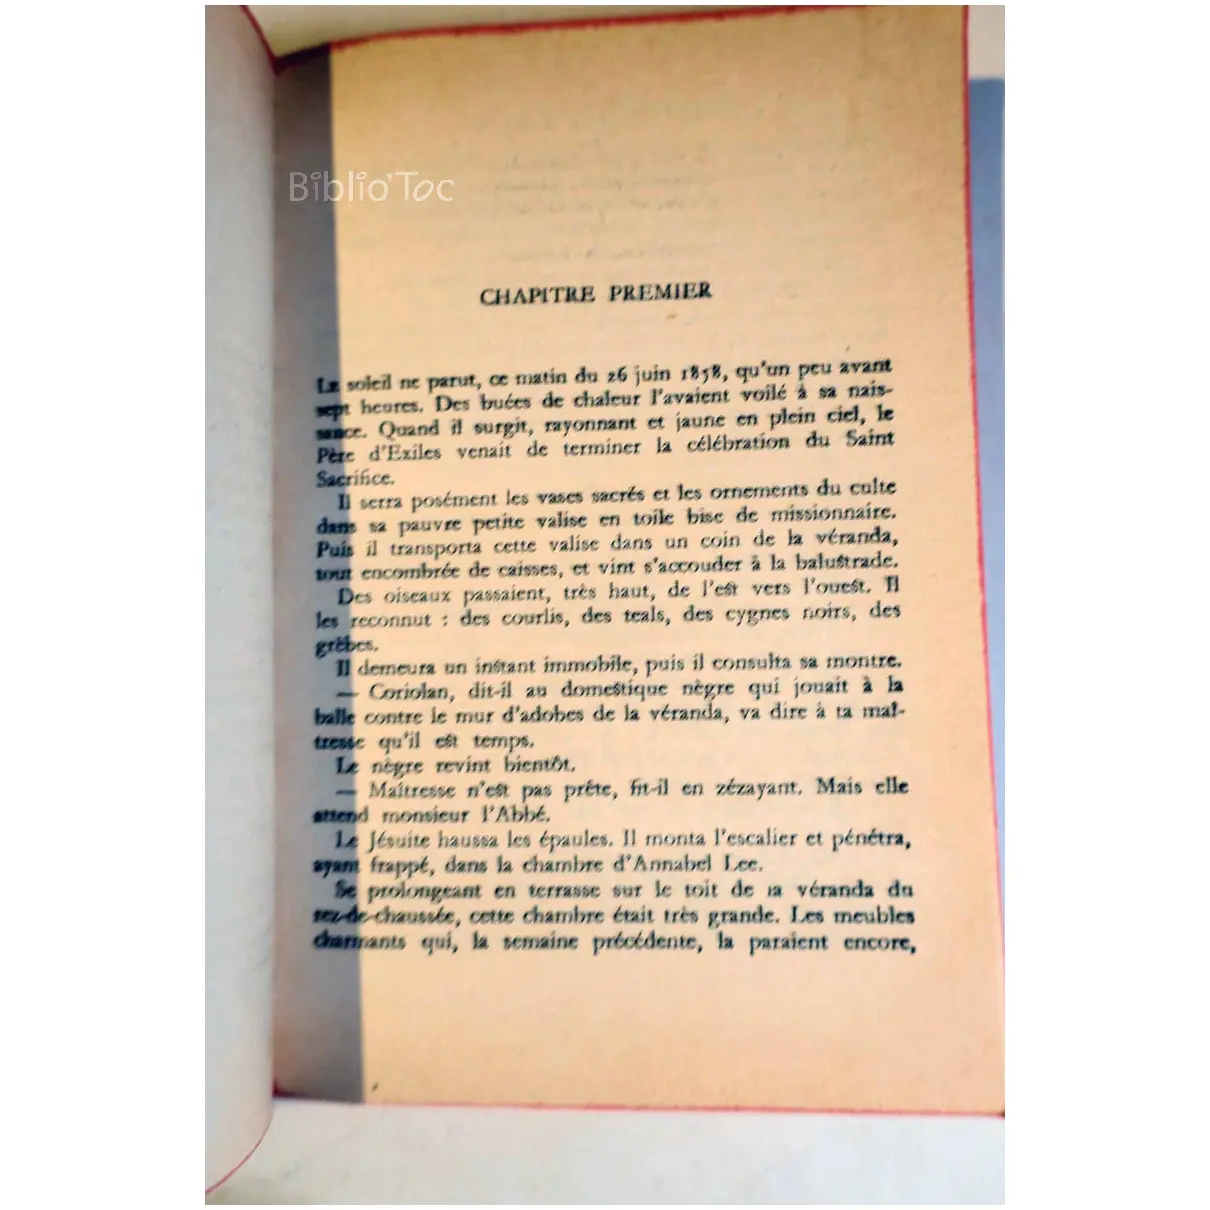 Biblio'Toc
CHAPITRE PREMIER
Le soleil ne parut, ce matin du 26 juin 1858, qu'un peu avant
sept heures. Des buées de chaleur l'avaient voilé à sa nais-
sance. Quand il surgit, rayonnant et jaune en plein ciel, le
Père d'Exiles venait de terminer la célébration du Saint
Sacrifice.
Il serra posément les vases sacrés et les ornements du culte
dans sa pauvre petite valise en toile bise de missionnaire.
Puis il transporta cette valise dans un coin de la véranda,
tout encombrée de caisses, et vint s'accouder à la balustrade.
Des oiseaux passaient, très haut, de l'est vers l'ouest. Il
les reconnut : des courlis, des teals, des cygnes noirs, des
grèbes.
Il demeura un instant immobile, puis il consulta sa montre.
— Coriolan, dit-il au domestique nègre qui jouait à la
balle contre le mur d'adobes de la véranda, va dire à ta maî-
tresse qu'il est temps.
Le nègre revint bientôt.
— Maîtresse n'est pas prête, fit-il en zézayant. Mais elle
attend monsieur l'Abbé.
Le Jésuite haussa les épaules. Il monta l'escalier et pénétra,
ayant frappé, dans la chambre d'Annabel Lee.
Se prolongeant en terrasse sur le toit de la véranda du
rez-de-chaussée, cette chambre était très grande. Les meubles
charmants qui, la semaine précédente, la paraient encore,